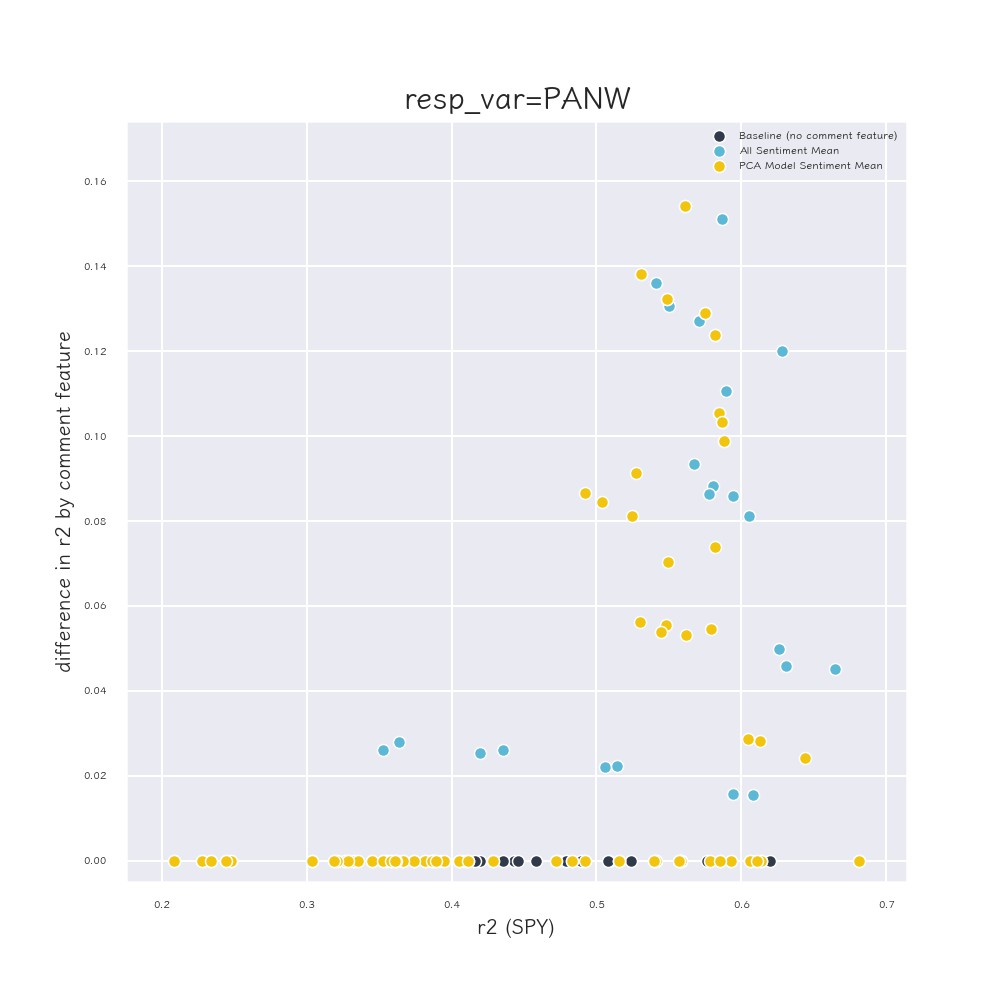 resp_var=PANW
Baseline (no comment feature)
All Sentiment Mean
PCA Model Sentiment Mean
difference in r2 by comment feature
0.16
0.14
0.12
0.10
0.08
0.06
0.04
0.02
0.00
0.2 0.3 0.4 0.5 0.6 0.7
r2 (SPY)